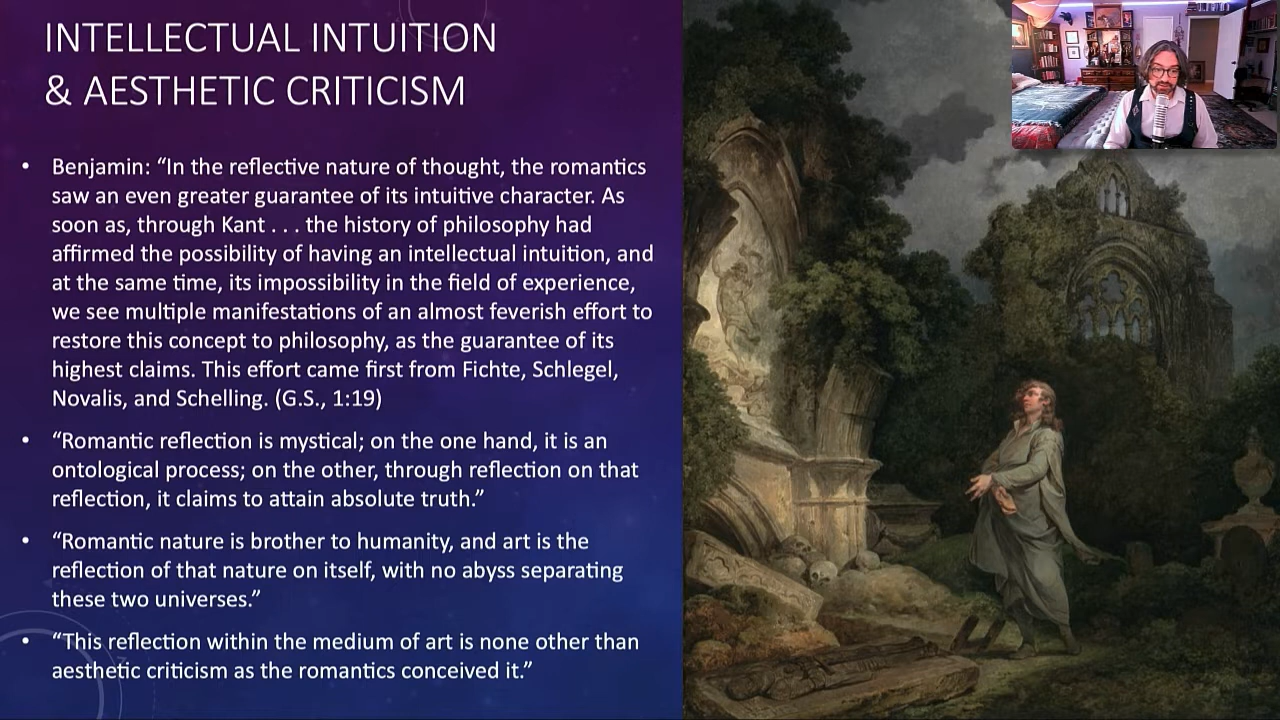 INTELLECTUAL INTUITION
& AESTHETIC CRITICISM
• Benjamin: “In the reflective nature of thought, the romantics
saw an even greater guarantee of its intuitive character. As
soon as, through Kant . . . the history of philosophy had
affirmed the possibility of having an intellectual intuition, and
at the same time, its impossibility in the field of experience,
we see multiple manifestations of an almost feverish effort to
restore this concept to philosophy, as the guarantee of its
highest claims. This effort came first from Fichte, Schlegel,
Novalis, and Schelling. (G.S., 1:19)
• “Romantic reflection is mystical; on the one hand, it is an
ontological process; on the other, through reflection on that
reflection, it claims to attain absolute truth.”
• “Romantic nature is brother to humanity, and art is the
reflection of that nature on itself, with no abyss separating
these two universes.”
• “This reflection within the medium of art is none other than
aesthetic criticism as the romantics conceived it.”